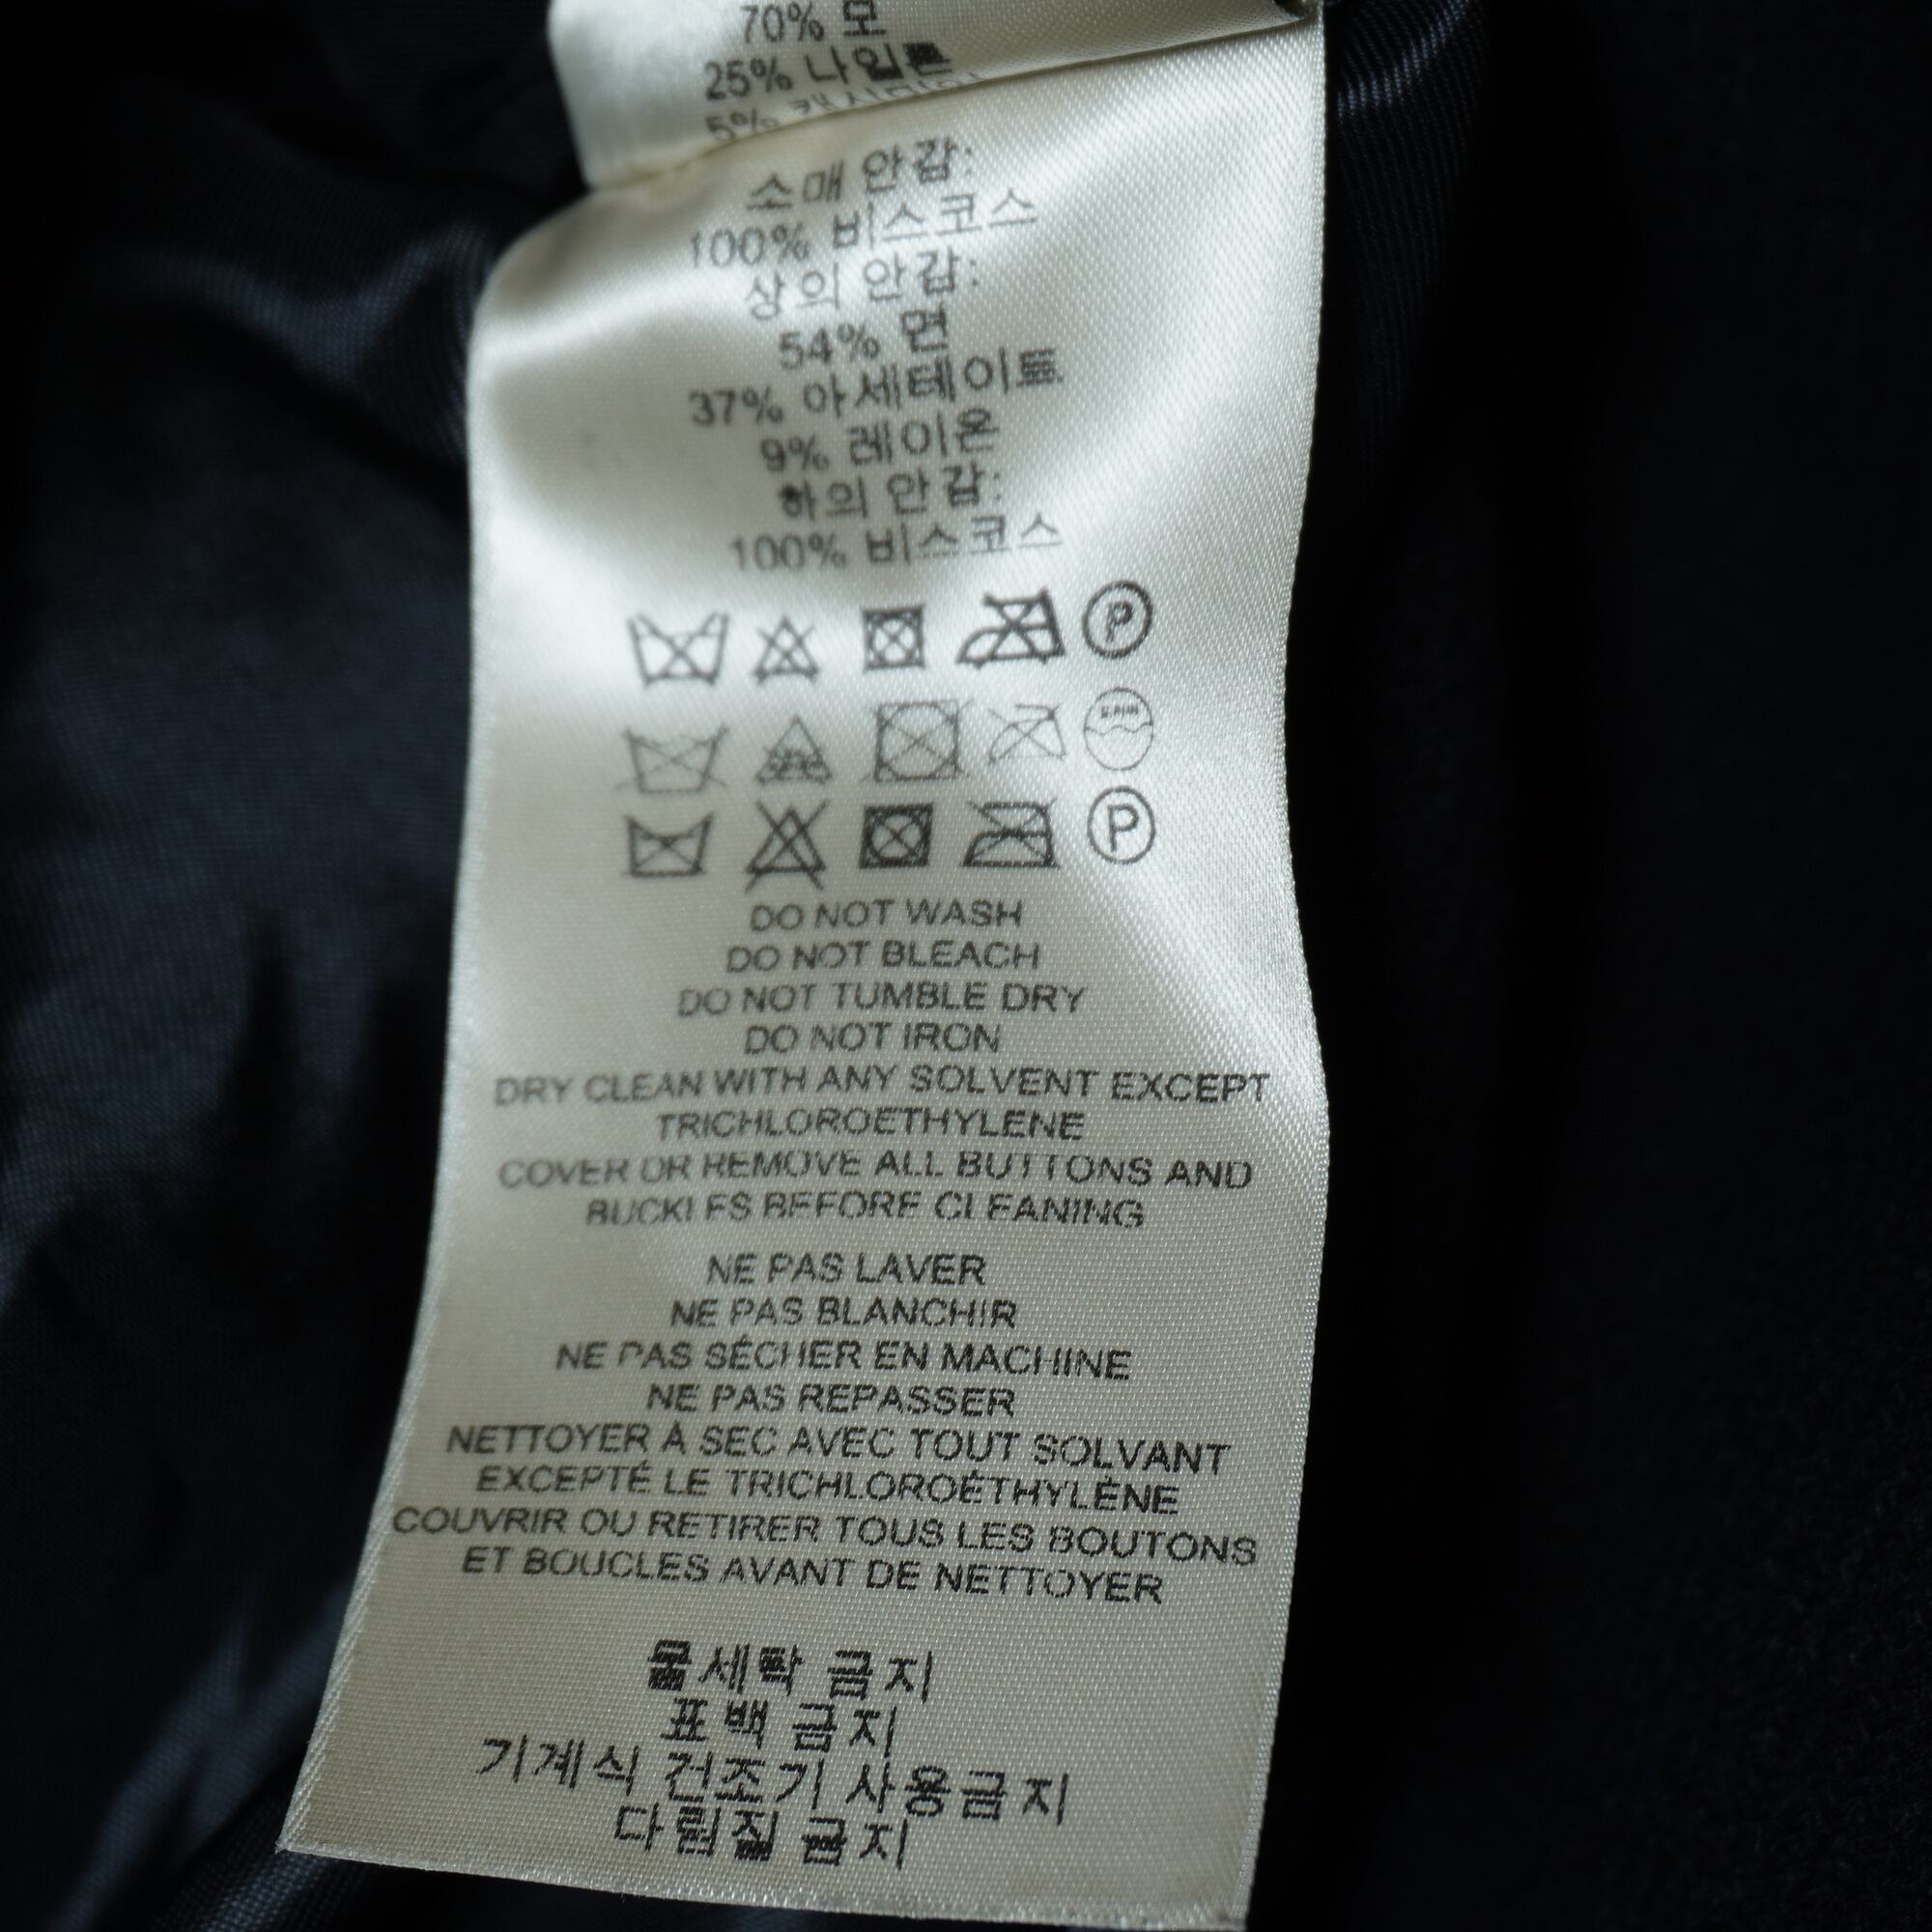 70% 모
25% 나일론
5% 캐시미어
소매 안감:
100% 비스코스
상의 안감:
54% 면
37% 아세테이트
9% 레이온
하의 안감:
100% 비스코스
P
P
DO NOT WASH
DO NOT BLEACH
DO NOT TUMBLE DRY
DO NOT IRON
DRY CLEAN WITH ANY SOLVENT EXCEPT
TRICHLOROETHYLENE
COVER OR REMOVE ALL BUTTONS AND
BUCKLES BEFORE CLEANING
NE PAS LAVER
NE PAS BLANCHIR
NE PAS SÉCHER EN MACHINE
NE PAS REPASSER
NETTOYER À SEC AVEC TOUT SOLVANT
EXCEPTÉ LE TRICHLOROÉTHYLÈNE
COUVRIR OU RETIRER TOUS LES BOUTONS
ET BOUCLES AVANT DE NETTOYER
물세탁 금지
표백 금지
기계식 건조기 사용금지
다림질 금지